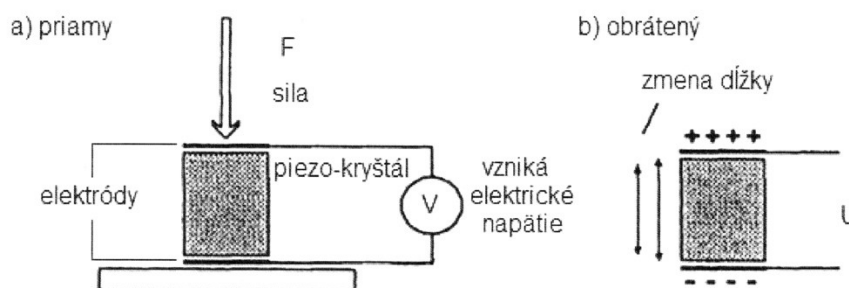 a) priamy
F
sila
elektródy
piezo-kryštál
V
vzniká
elektrické
napätie
b) obrátený
zmena dĺžky
+ + + +
U
- - - -